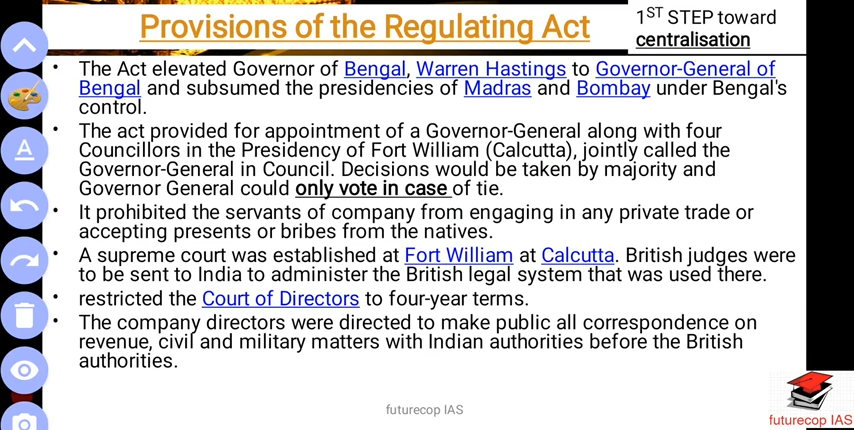 Provisions of the Regulating Act
1ST STEP toward
centralisation
• The Act elevated Governor of Bengal, Warren Hastings to Governor-General of
Bengal and subsumed the presidencies of Madras and Bombay under Bengal's
control.
• The act provided for appointment of a Governor-General along with four
Councillors in the Presidency of Fort William (Calcutta), jointly called the
Governor-General in Council. Decisions would be taken by majority and
Governor General could only vote in case of tie.
• It prohibited the servants of company from engaging in any private trade or
accepting presents or bribes from the natives.
• A supreme court was established at Fort William at Calcutta. British judges were
to be sent to India to administer the British legal system that was used there.
• restricted the Court of Directors to four-year terms.
• The company directors were directed to make public all correspondence on
revenue, civil and military matters with Indian authorities before the British
authorities.
futurecop IAS
futurecop IAS
A